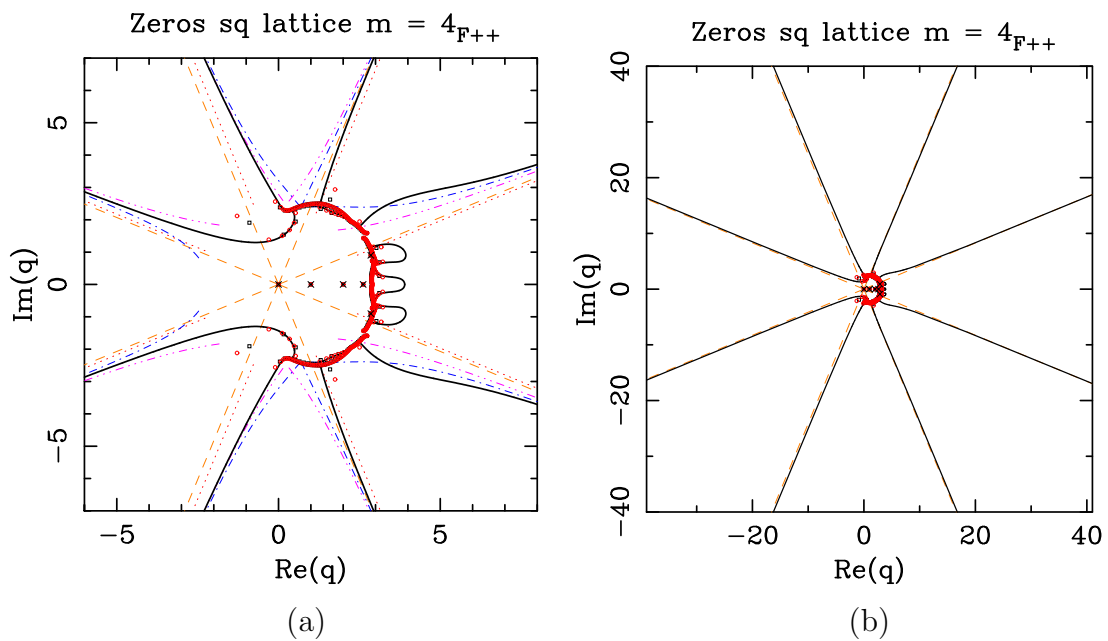 Zeros sq lattice m = 4F++
5
0
−5
−5
0
5
Im(q)
Re(q)
(a)
Zeros sq lattice m = 4F++
40
20
0
−20
−40
−20
0
20
40
Im(q)
Re(q)
(b)